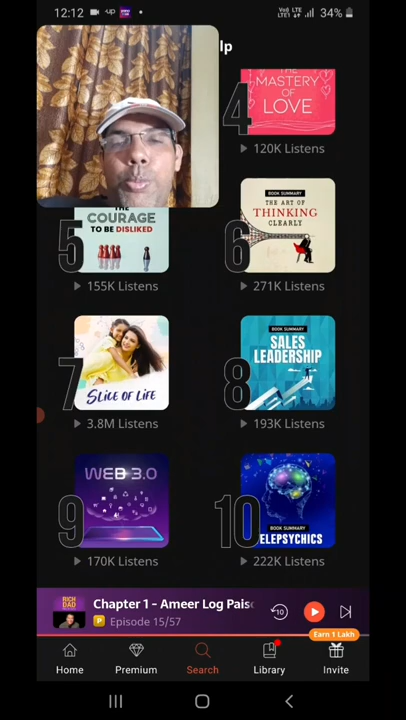 12:12
34%
lp
THE
MASTERY
OF
LOVE
4
120K Listens
THE
COURAGE
TO BE DISLIKED
5
155K Listens
BOOK SUMMARY
THE ART OF
THINKING
CLEARLY
6
271K Listens
SLICE OF LIFE
7
3.8M Listens
BOOK SUMMARY
SALES
LEADERSHIP
8
193K Listens
WEB 3.0
9
170K Listens
BOOK SUMMARY
TELEPSYCHICS
10
222K Listens
RICH
DAD
Chapter 1 - Ameer Log Pais
P Episode 15/57
10
Earn 1 Lakh
Home
Premium
Search
Library
Invite